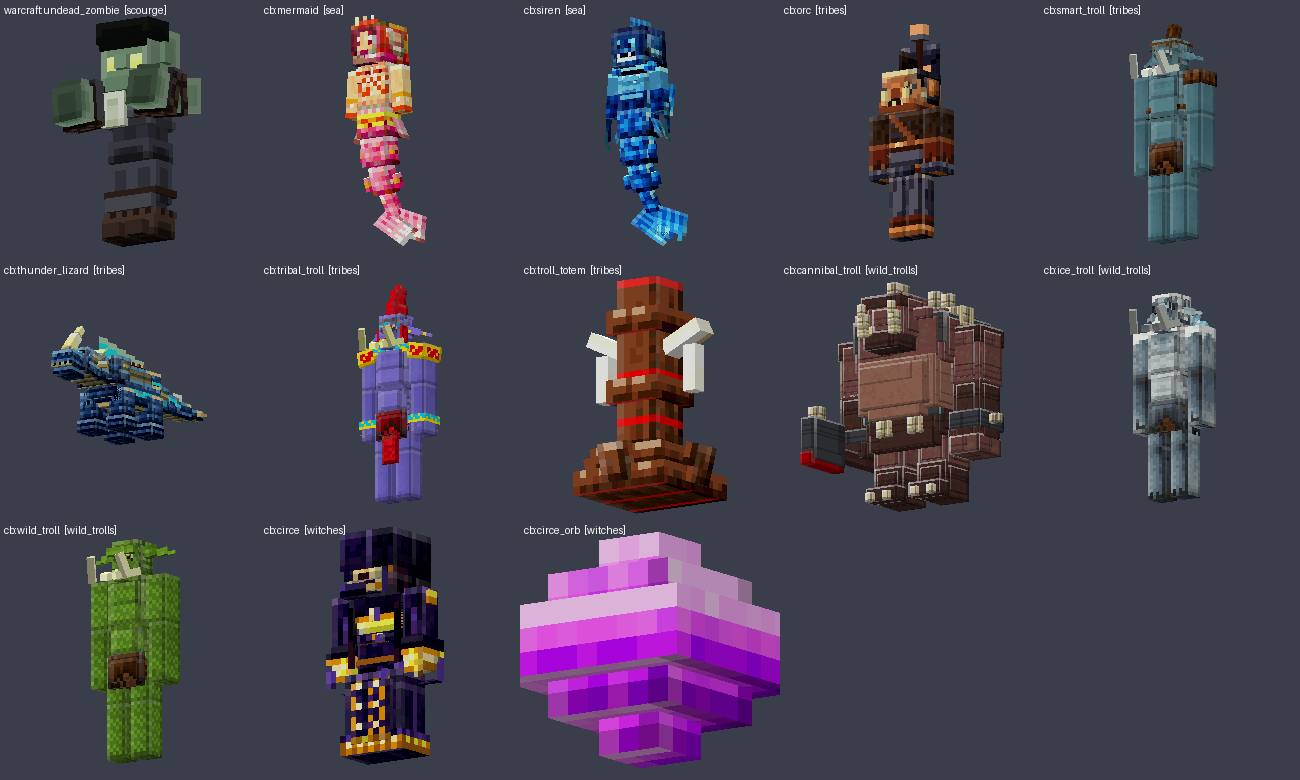 warcraft:undead_zombie [scourge]
cb:mermaid [sea]
cb:siren [sea]
cb:orc [tribes]
cb:smart_troll [tribes]
cb:thunder_lizard [tribes]
cb:tribal_troll [tribes]
cb:troll_totem [tribes]
cb:cannibal_troll [wild_trolls]
cb:ice_troll [wild_trolls]
cb:wild_troll [wild_trolls]
cb:circe [witches]
cb:circe_orb [witches]